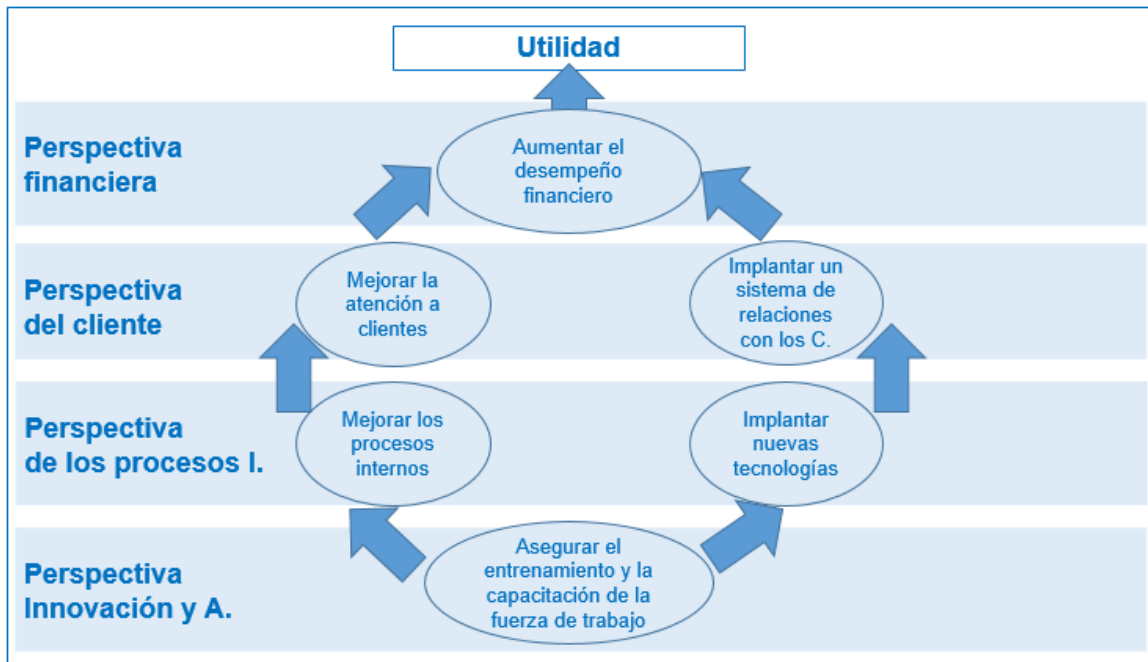 Utilidad
Perspectiva
financiera
Aumentar el
desempeño
financiero
Perspectiva
del cliente
Mejorar la
atención a
clientes
Implantar un
sistema de
relaciones
con los C.
Perspectiva
de los procesos I.
Mejorar los
procesos
internos
Implantar
nuevas
tecnologías
Perspectiva
Innovación y A.
Asegurar el
entrenamiento y la
capacitación de la
fuerza de trabajo